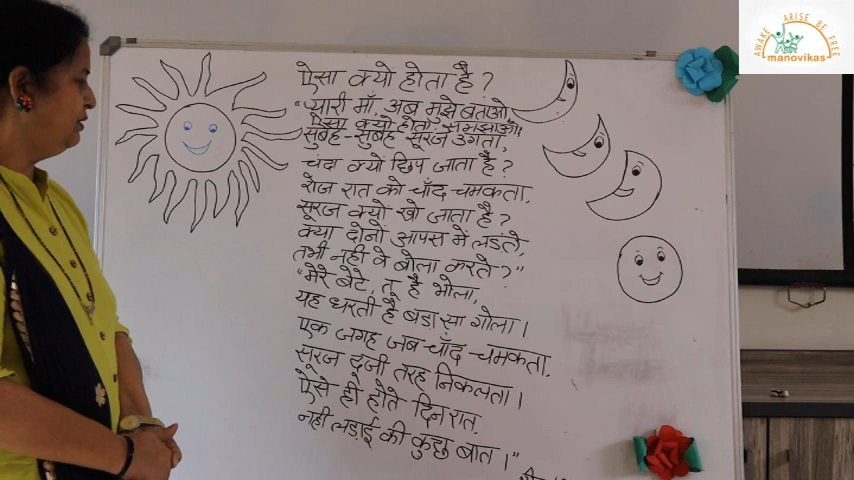 ऐसा क्यों होता है?
"प्यारी माँ, अब मुझे बताओ,
ऐसा क्यों होता, समझाओ।
सुबह-सुबह सूरज उगता,
चंदा क्यों छिप जाता है?
रोज रात को चाँद चमकता,
सूरज क्यों खो जाता है?
क्या दोनों आपस में लडंते,
तभी नही वे बोला करते?"
"मेरे बेटे, तू है भोला,
यह धरती है बड़ा सा गोला।
एक जगह जब चाँद चमकता,
सूरज दूजी तरह निकलता।
ऐसे ही होते दिन रात,
नही लड़ाई की कुछ बात।"
AWAKE ARISE BE FREE
manovikas